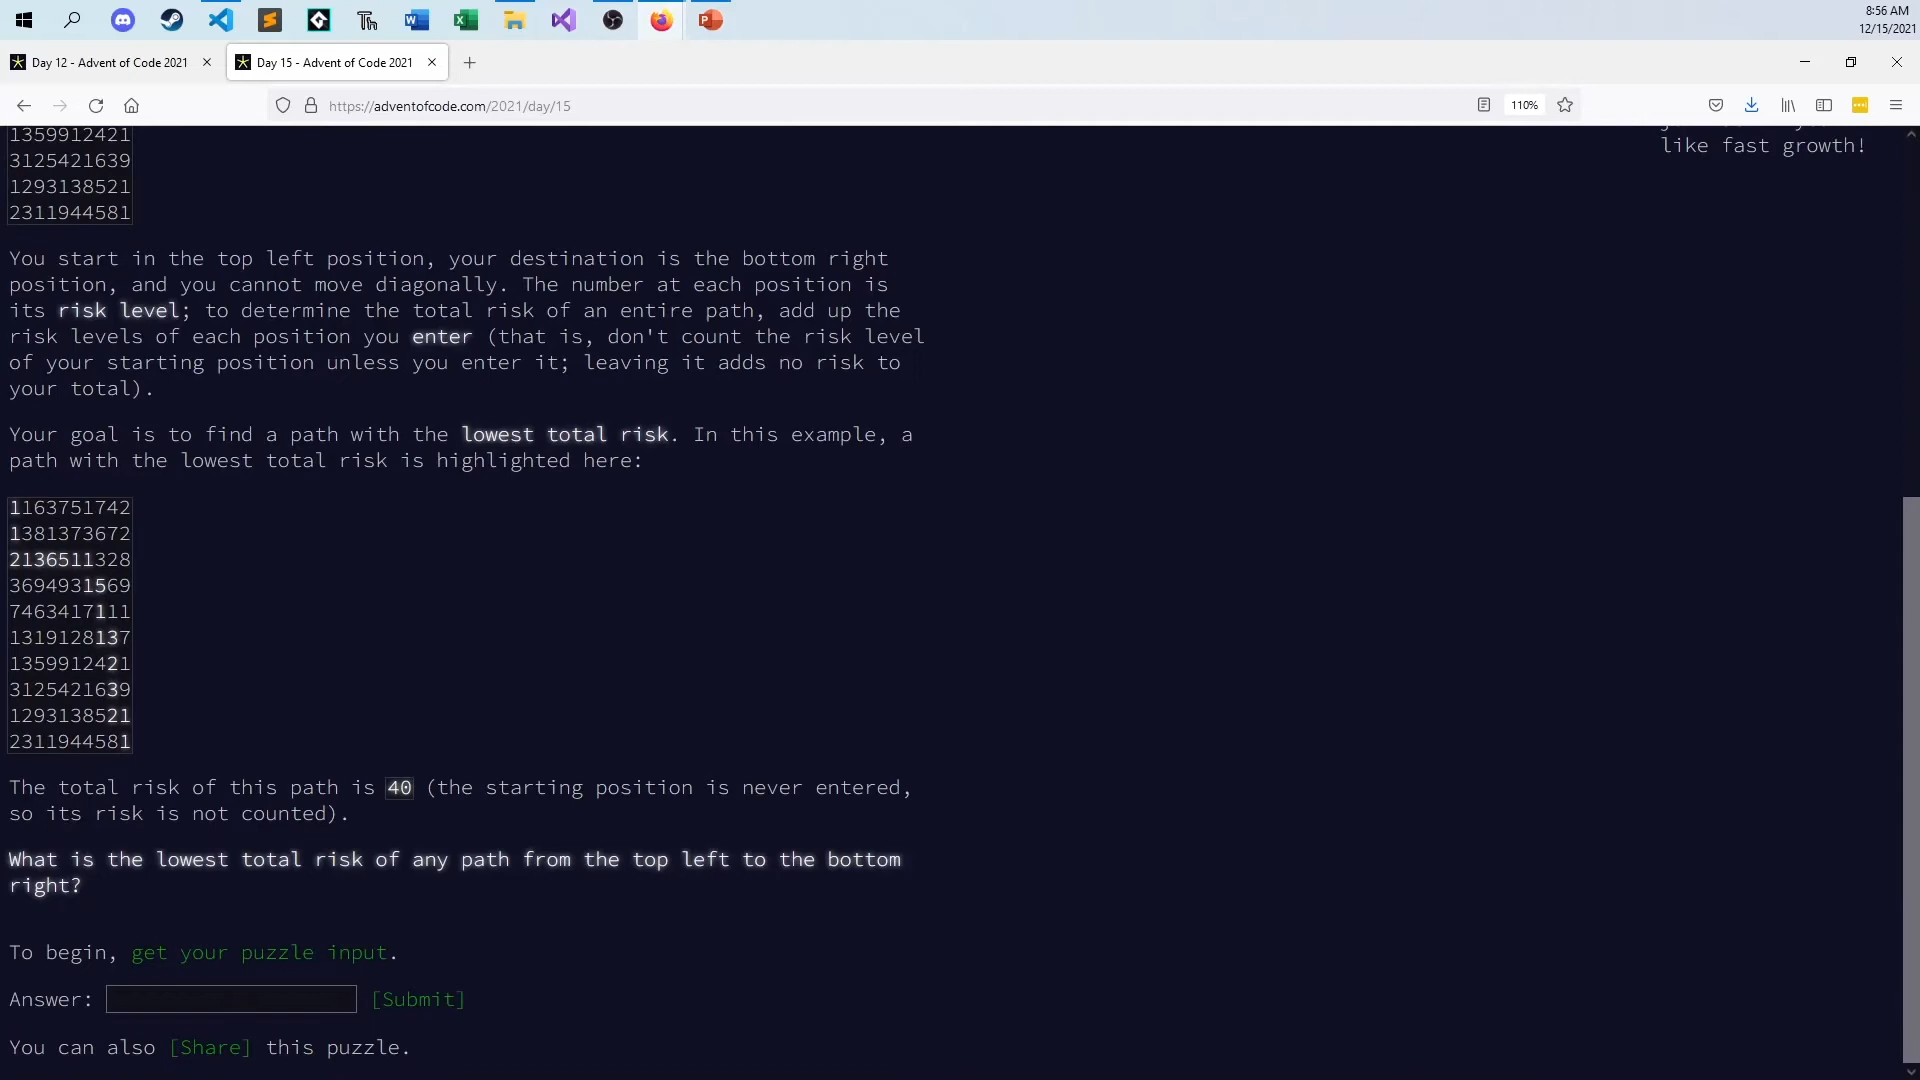 8:56 AM
12/15/2021
Day 12 - Advent of Code 2021
Day 15 - Advent of Code 2021
https://adventofcode.com/2021/day/15
110%
1359912421
3125421639
1293138521
2311944581
like fast growth!
You start in the top left position, your destination is the bottom right
position, and you cannot move diagonally. The number at each position is
its risk level; to determine the total risk of an entire path, add up the
risk levels of each position you enter (that is, don't count the risk level
of your starting position unless you enter it; leaving it adds no risk to
your total).
Your goal is to find a path with the lowest total risk. In this example, a
path with the lowest total risk is highlighted here:
1163751742
1381373672
2136511328
3694931569
7463417111
1319128137
1359912421
3125421639
1293138521
2311944581
The total risk of this path is 40 (the starting position is never entered,
so its risk is not counted).
What is the lowest total risk of any path from the top left to the bottom
right?
To begin, get your puzzle input.
Answer: [Submit]
You can also [Share] this puzzle.